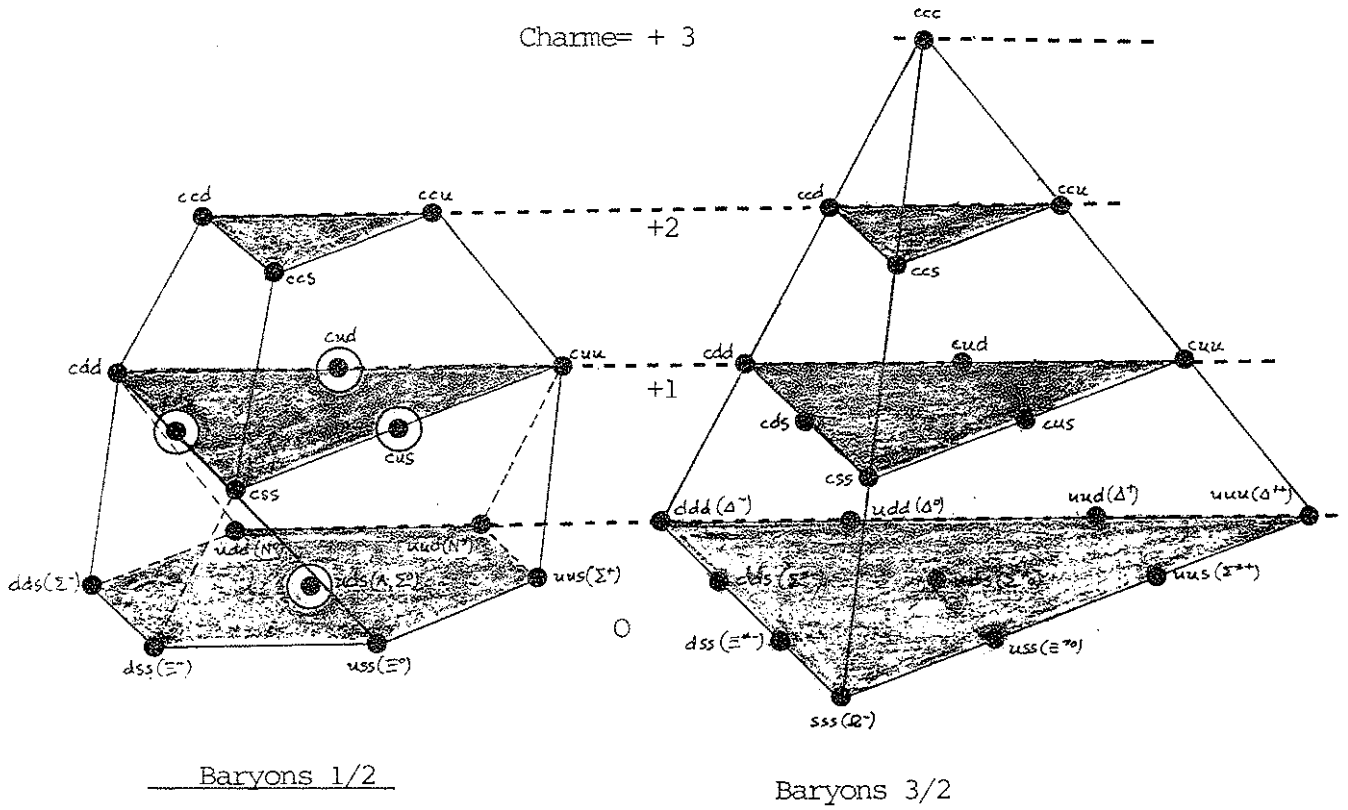 ccc
Charme= + 3
ccd
ccu
ccd
ccu
+2
ccs
ccs
cud
cdd
cuu
cdd
cud
cuu
+1
cus
cds
cus
css
css
ddd(Δ⁻)
udd(Δ⁰)
uud(Δ⁺)
uuu(Δ⁺⁺)
udd(N⁰)
uud(N⁺)
dds(Σ⁻)
uds(Λ,Σ⁰)
uus(Σ⁺)
uus(Σ*⁺)
O
dss(Ξ⁻)
uss(Ξ⁰)
dss(Ξ*⁻)
uss(Ξ*⁰)
sss(Ω⁻)
Baryons 1/2
Baryons 3/2